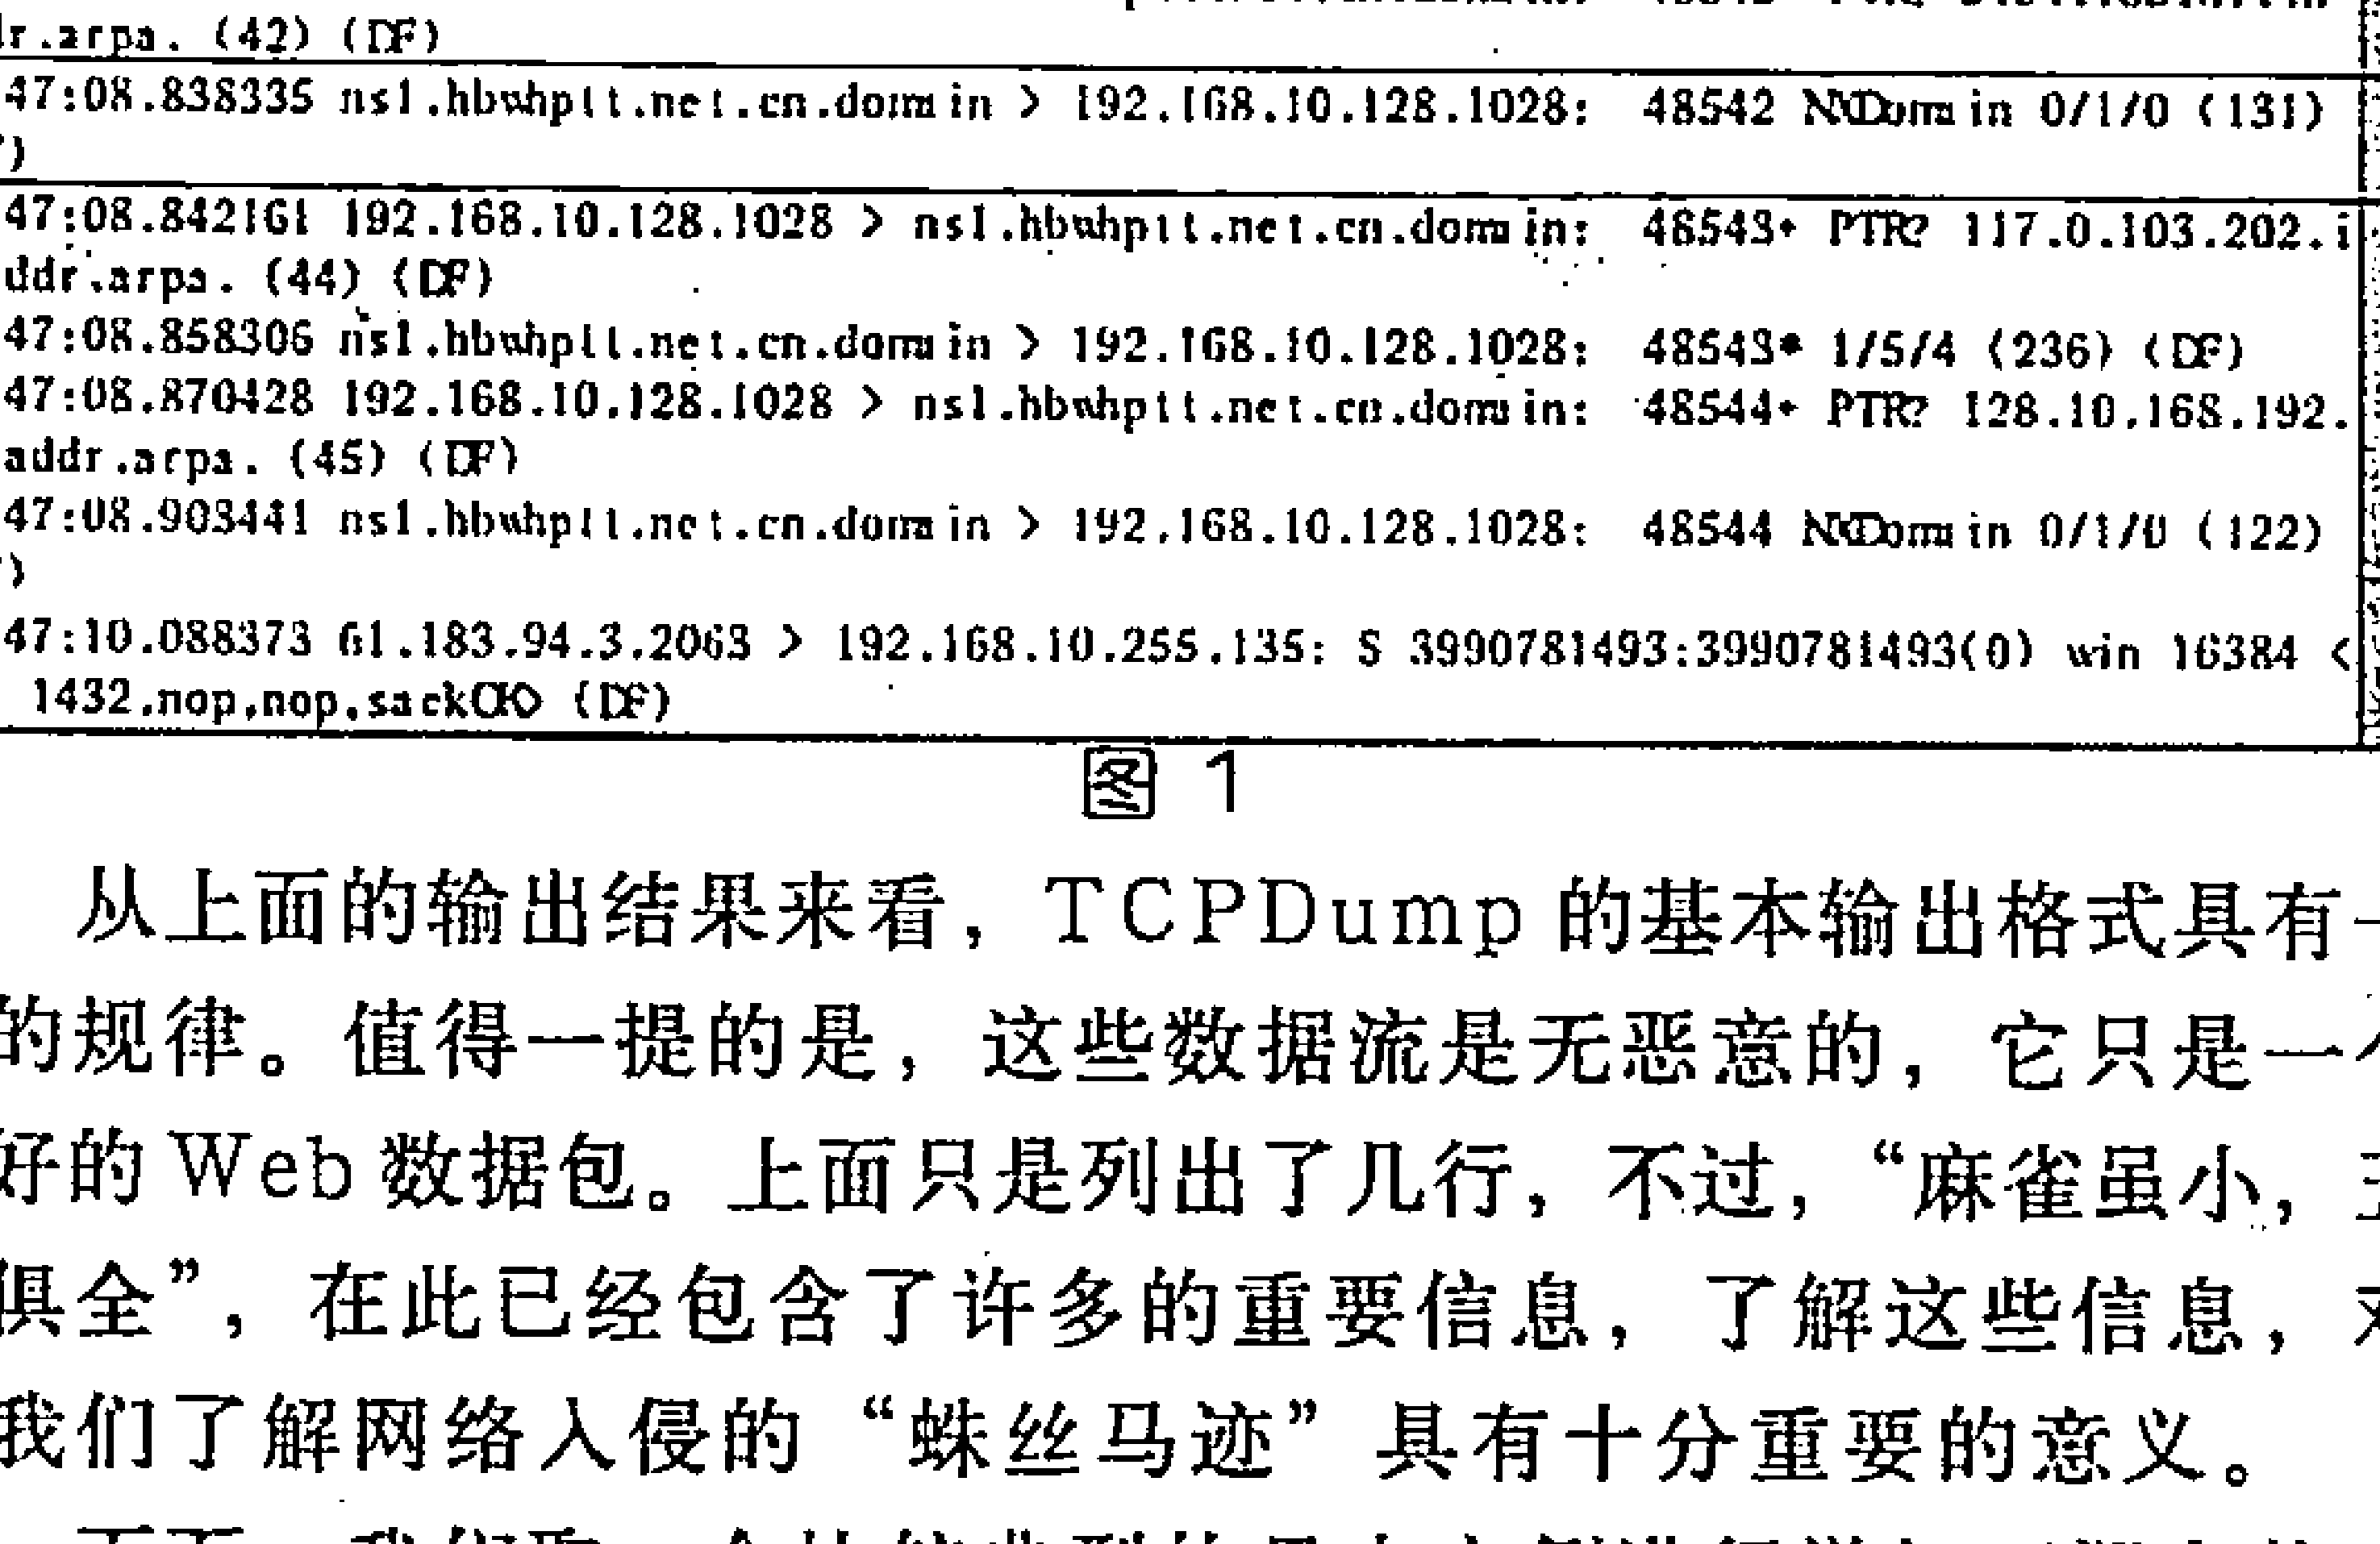 dr.arpa. (42) (DF)
47:08.838335 ns1.hbwhptt.net.cn.domain > 192.168.10.128.1028: 48542 NXDomain 0/1/0 (131)
)
47:08.842161 192.168.10.128.1028 > ns1.hbwhptt.net.cn.domain: 48543+ PTR? 117.0.103.202.i
ddr.arpa. (44) (DF)
47:08.858306 ns1.hbwhptt.net.cn.domain > 192.168.10.128.1028: 48543* 1/5/4 (236) (DF)
47:08.870428 192.168.10.128.1028 > ns1.hbwhptt.net.cn.domain: 48544+ PTR? 128.10.168.192.
addr.arpa. (45) (DF)
47:08.903441 ns1.hbwhptt.net.cn.domain > 192.168.10.128.1028: 48544 NXDomain 0/1/0 (122)
)
47:10.088373 61.183.94.3.2063 > 192.168.10.255.135: S 3990781493:3990781493(0) win 16384 <
1432,nop,nop,sackOK> (DF)
图 1
从上面的输出结果来看，TCPDump 的基本输出格式具有一
的规律。值得一提的是，这些数据流是无恶意的，它只是一个
好的 Web 数据包。上面只是列出了几行，不过，“麻雀虽小，五
俱全”，在此已经包含了许多的重要信息，了解这些信息，对
我们了解网络入侵的“蛛丝马迹”具有十分重要的意义。